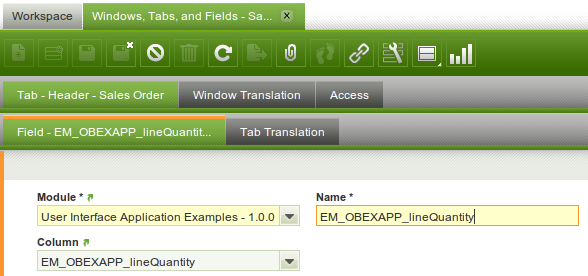 Workspace
Windows, Tabs, and Fields - Sa... x
Tab - Header - Sales Order Window Translation Access
Field - EM_OBEXAPP_lineQuantit... Tab Translation
Module * Name *
User Interface Application Examples - 1.0.0 EM_OBEXAPP_lineQuantity
Column
EM_OBEXAPP_lineQuantity